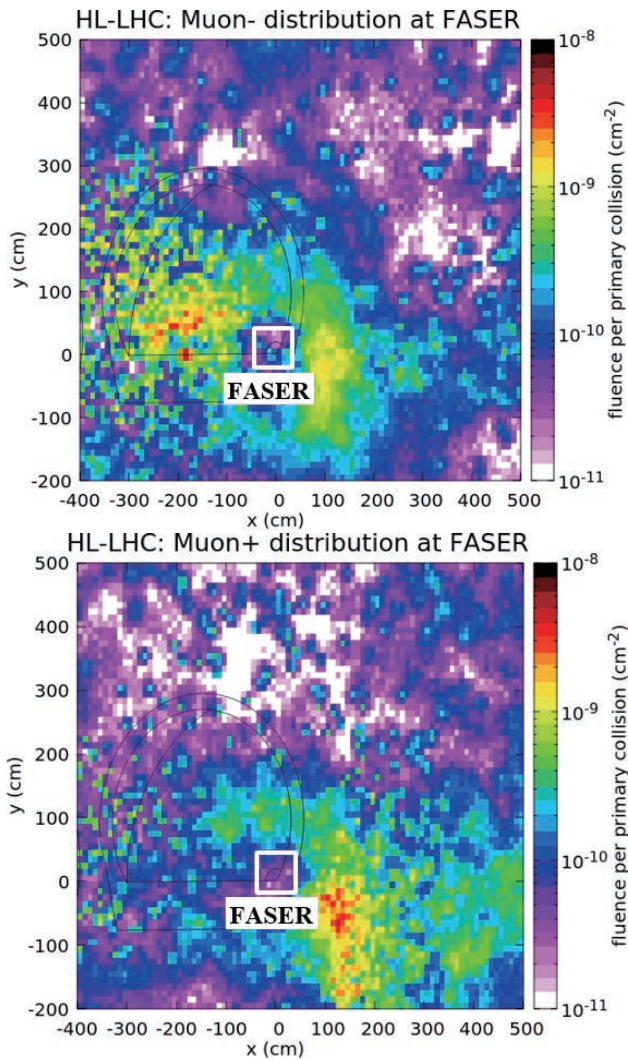 HL-LHC: Muon- distribution at FASER
500
400
300
200
100
0
-100
-200
y (cm)
FASER
-400 -300 -200 -100 0 100 200 300 400 500
x (cm)
10-8
10-9
10-10
10-11
fluence per primary collision (cm-2)
HL-LHC: Muon+ distribution at FASER
500
400
300
200
100
0
-100
-200
y (cm)
FASER
-400 -300 -200 -100 0 100 200 300 400 500
x (cm)
10-8
10-9
10-10
10-11
fluence per primary collision (cm-2)